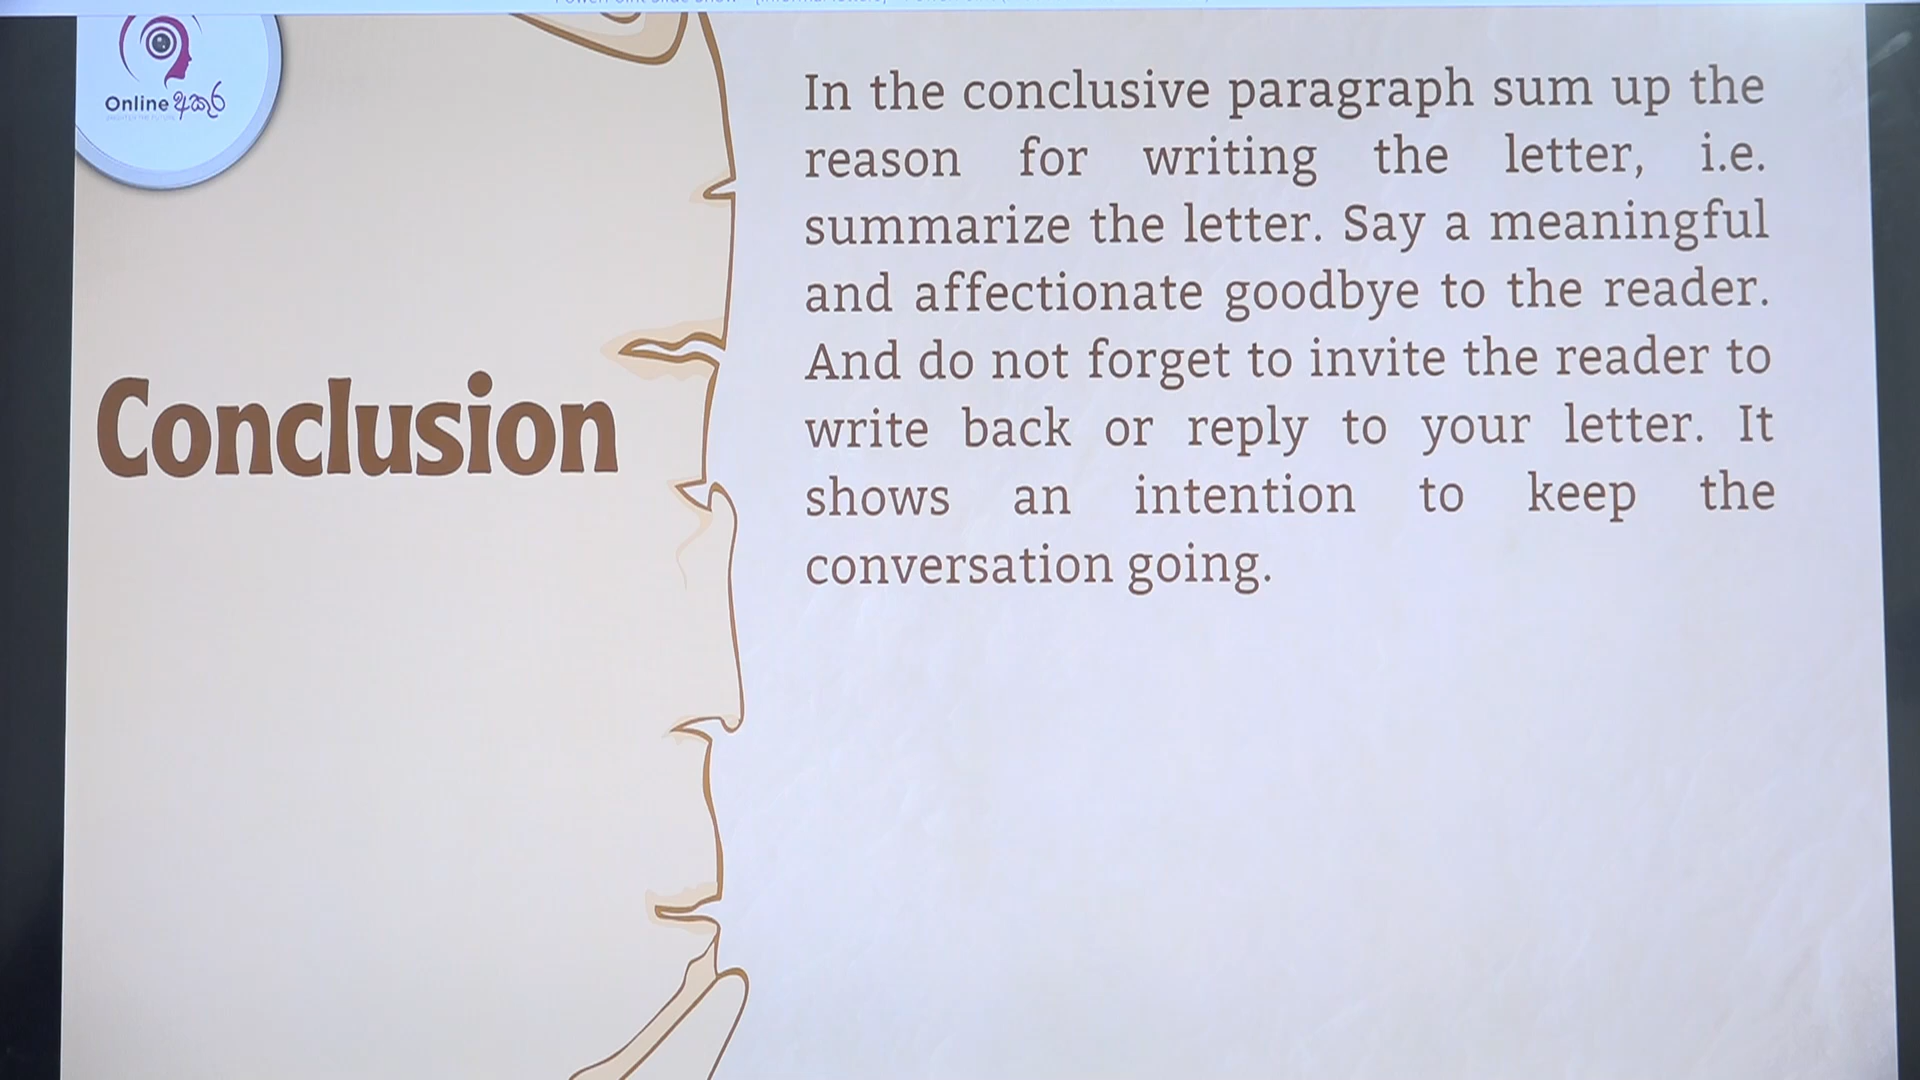 Online අකුර
Conclusion
In the conclusive paragraph sum up the
reason for writing the letter, i.e.
summarize the letter. Say a meaningful
and affectionate goodbye to the reader.
And do not forget to invite the reader to
write back or reply to your letter. It
shows an intention to keep the
conversation going.